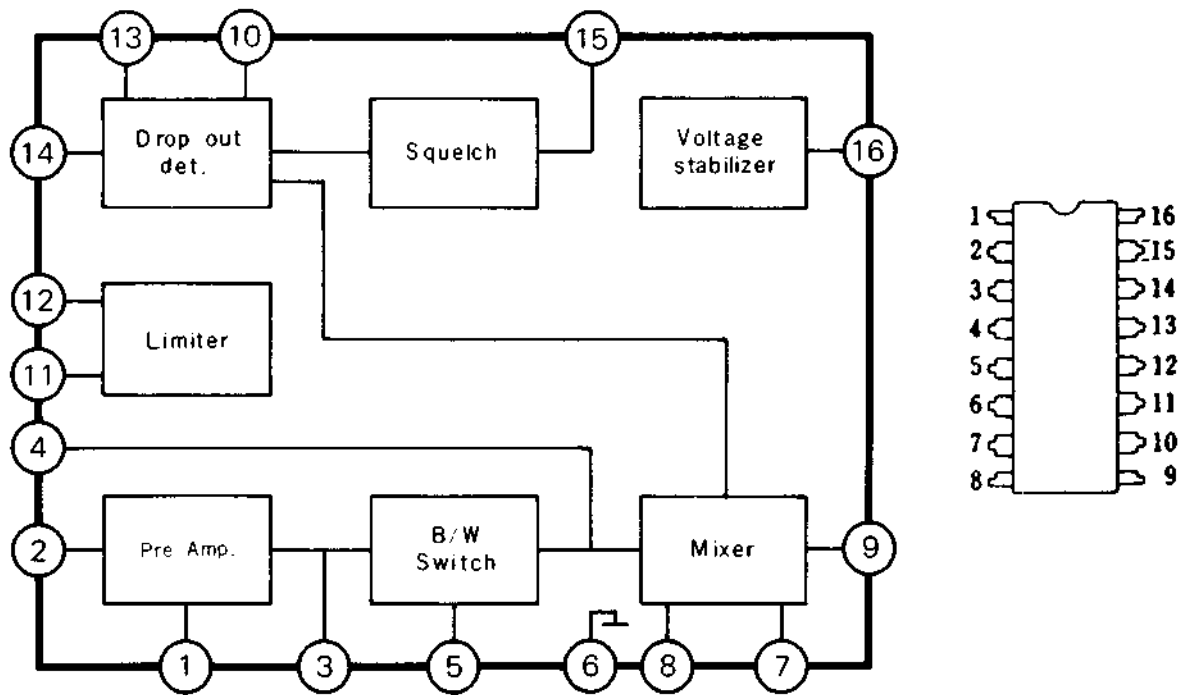 13 10 15
14 Drop out det. Squelch Voltage stabilizer 16
12
Limiter
11
4
2 Pre Amp. B/W Switch Mixer 9
1 3 5 6 8 7
1 16
2 15
3 14
4 13
5 12
6 11
7 10
8 9